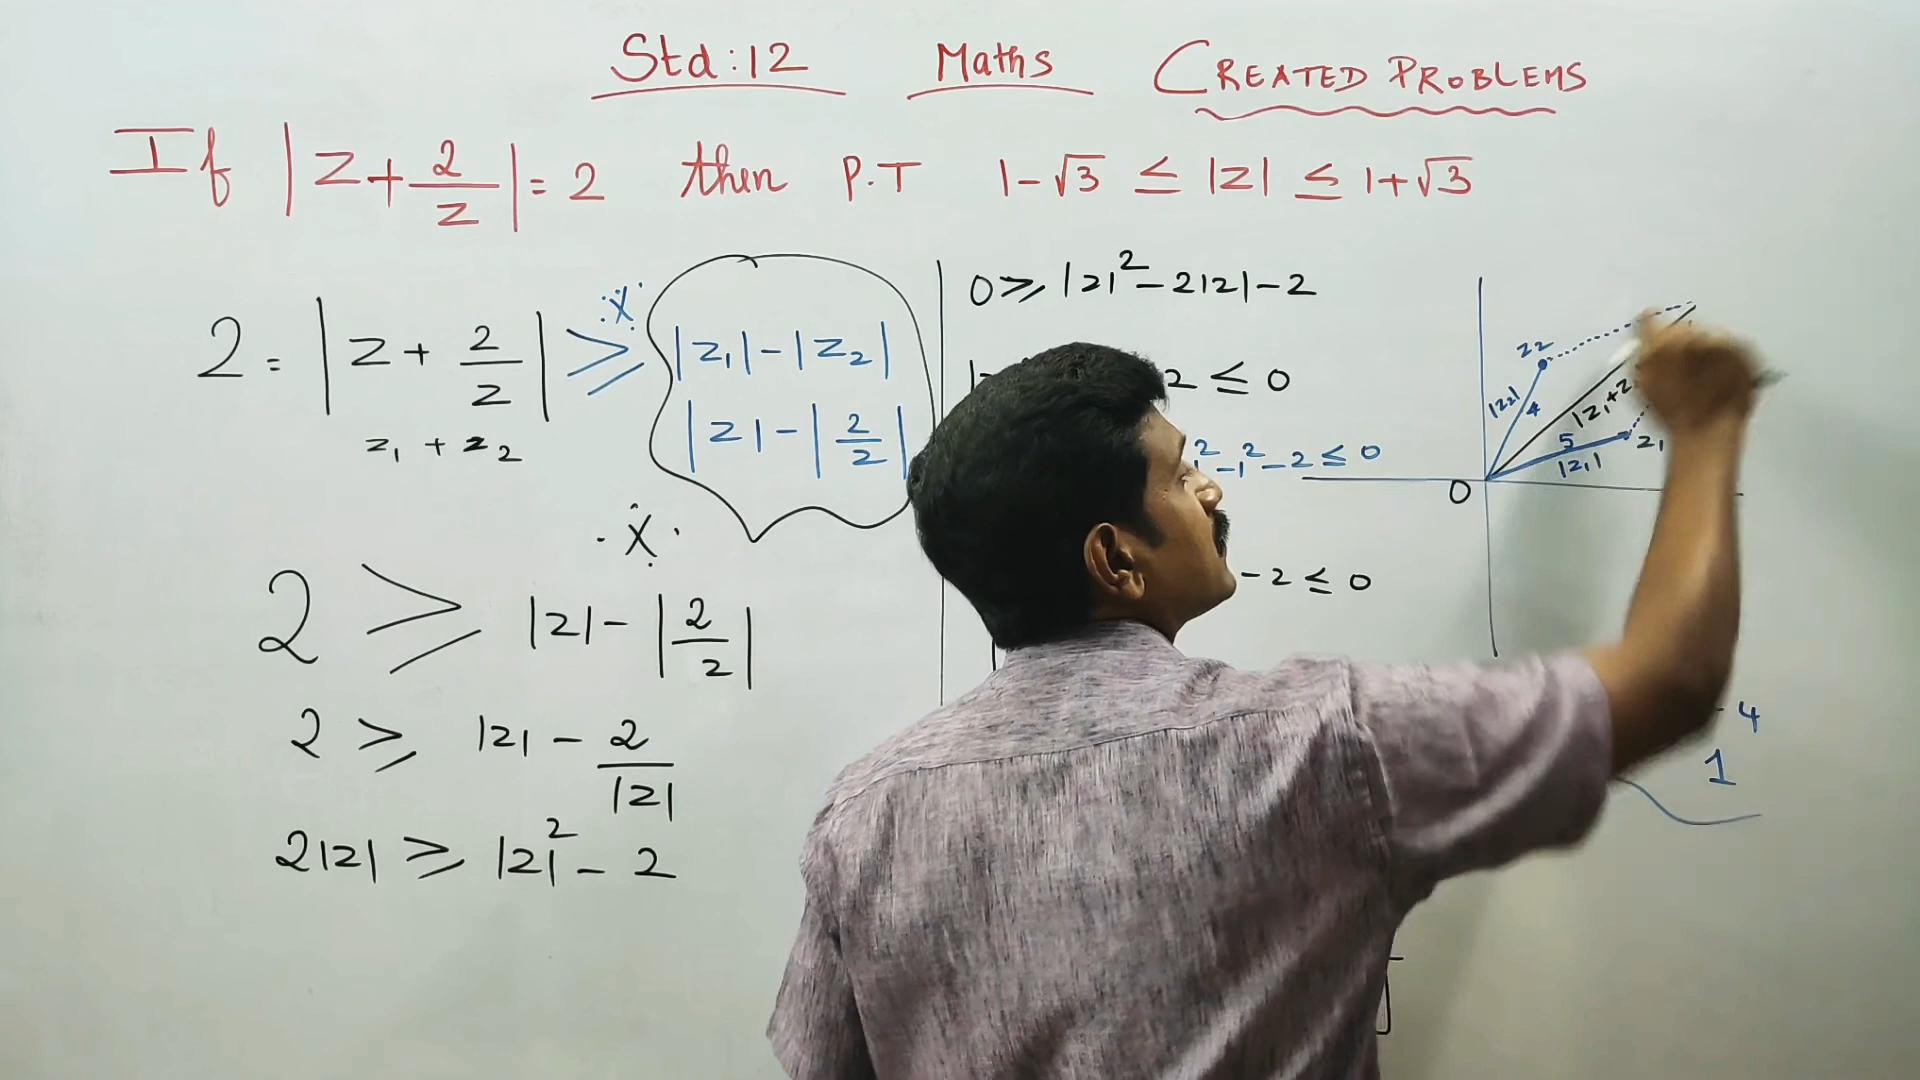 Std: 12 Maths CREATED PROBLEMS
If |z + 2/z| = 2 then P.T 1 - √3 ≤ |z| ≤ 1 + √3
2 = |z + 2/z| ≥ |z₁| - |z₂|
z₁ + z₂
|z| - |2/z|
2 ≥ |z| - |2/z|
2 ≥ |z| - 2/|z|
2|z| ≥ |z|² - 2
0 ≥ |z|² - 2|z| - 2
2 ≤ 0
² - 1² - 2 ≤ 0
- 2 ≤ 0
z2
|z2|
4
|z₁ + z
5
|z₁|
z₁
O
- 4
1